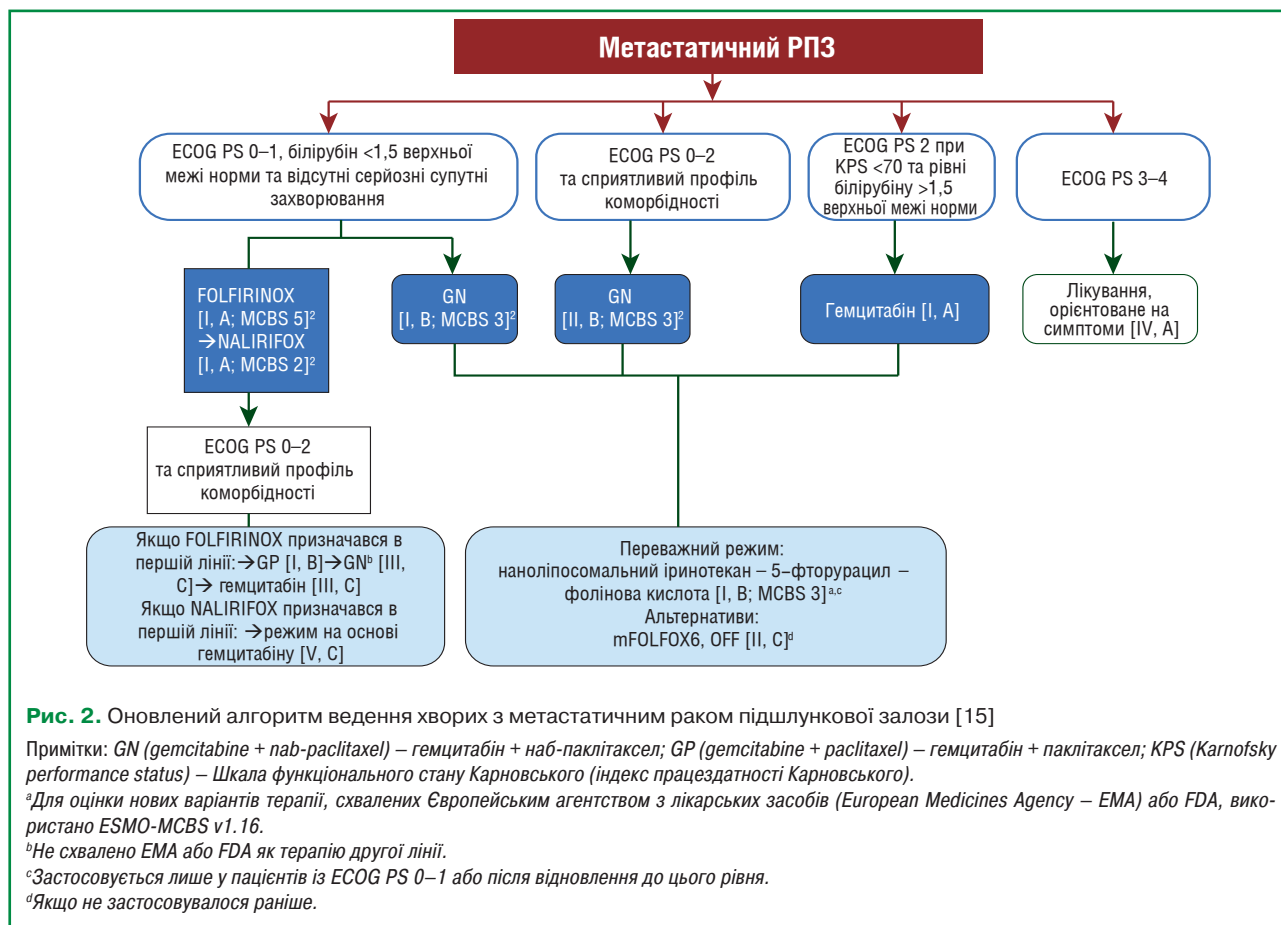 Метастатичний РПЗ
ECOG PS 0–1, білірубін <1,5 верхньої
межі норми та відсутні серйозні супутні
захворювання
ECOG PS 0–2
та сприятливий профіль
коморбідності
ECOG PS 2 при
KPS <70 та рівні
білірубіну >1,5
верхньої межі норми
ECOG PS 3–4
FOLFIRINOX
[I, A; MCBS 5]²
→NALIRIFOX
[I, A; MCBS 2]²
GN
[I, B; MCBS 3]²
GN
[II, B; MCBS 3]²
Гемцитабін [I, A]
Лікування,
орієнтоване на
симптоми [IV, A]
ECOG PS 0–2
та сприятливий профіль
коморбідності
Якщо FOLFIRINOX призначався в
першій лінії:→GP [I, B]→GNᵇ [III,
C]→ гемцитабін [III, C]
Якщо NALIRIFOX призначався в
першій лінії: →режим на основі
гемцитабіну [V, C]
Переважний режим:
наноліпосомальний іринотекан – 5–фторурацил –
фолінова кислота [I, B; MCBS 3]ᵃ,ᶜ
Альтернативи:
mFOLFOX6, OFF [II, C]ᵈ
Рис. 2. Оновлений алгоритм ведення хворих з метастатичним раком підшлункової залози [15]
Примітки: GN (gemcitabine + nab-paclitaxel) – гемцитабін + наб-паклітаксел; GP (gemcitabine + paclitaxel) – гемцитабін + паклітаксел; KPS (Karnofsky
performance status) – Шкала функціонального стану Карновського (індекс працездатності Карновського).
ᵃДля оцінки нових варіантів терапії, схвалених Європейським агентством з лікарських засобів (European Medicines Agency – EMA) або FDA, вико-
ристано ESMO-MCBS v1.16.
ᵇНе схвалено EMA або FDA як терапію другої лінії.
ᶜЗастосовується лише у пацієнтів із ECOG PS 0–1 або після відновлення до цього рівня.
ᵈЯкщо не застосовувалося раніше.